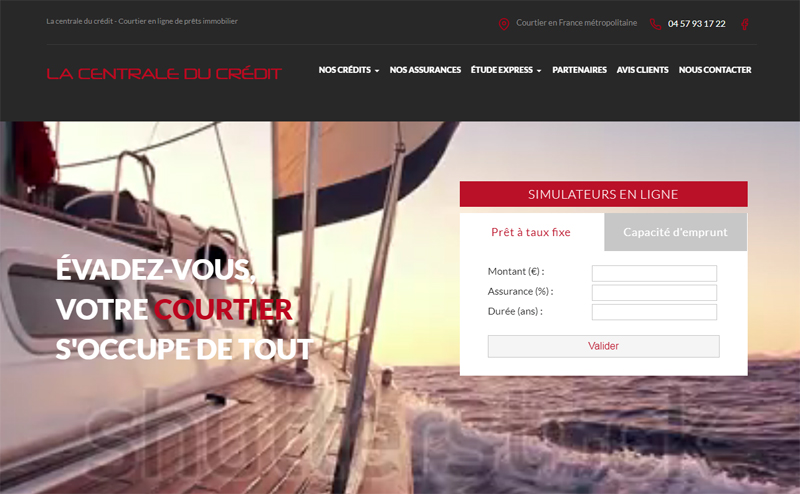 La centrale du crédit - Courtier en ligne de prêts immobilier
Courtier en France métropolitaine
04 57 93 17 22
LA CENTRALE DU CRÉDIT
NOS CRÉDITS
NOS ASSURANCES
ÉTUDE EXPRESS
PARTENAIRES
AVIS CLIENTS
NOUS CONTACTER
ÉVADEZ-VOUS,
VOTRE COURTIER
S'OCCUPE DE TOUT
SIMULATEURS EN LIGNE
Prêt à taux fixe
Capacité d'emprunt
Montant (€) :
Assurance (%) :
Durée (ans) :
Valider
shutterstock